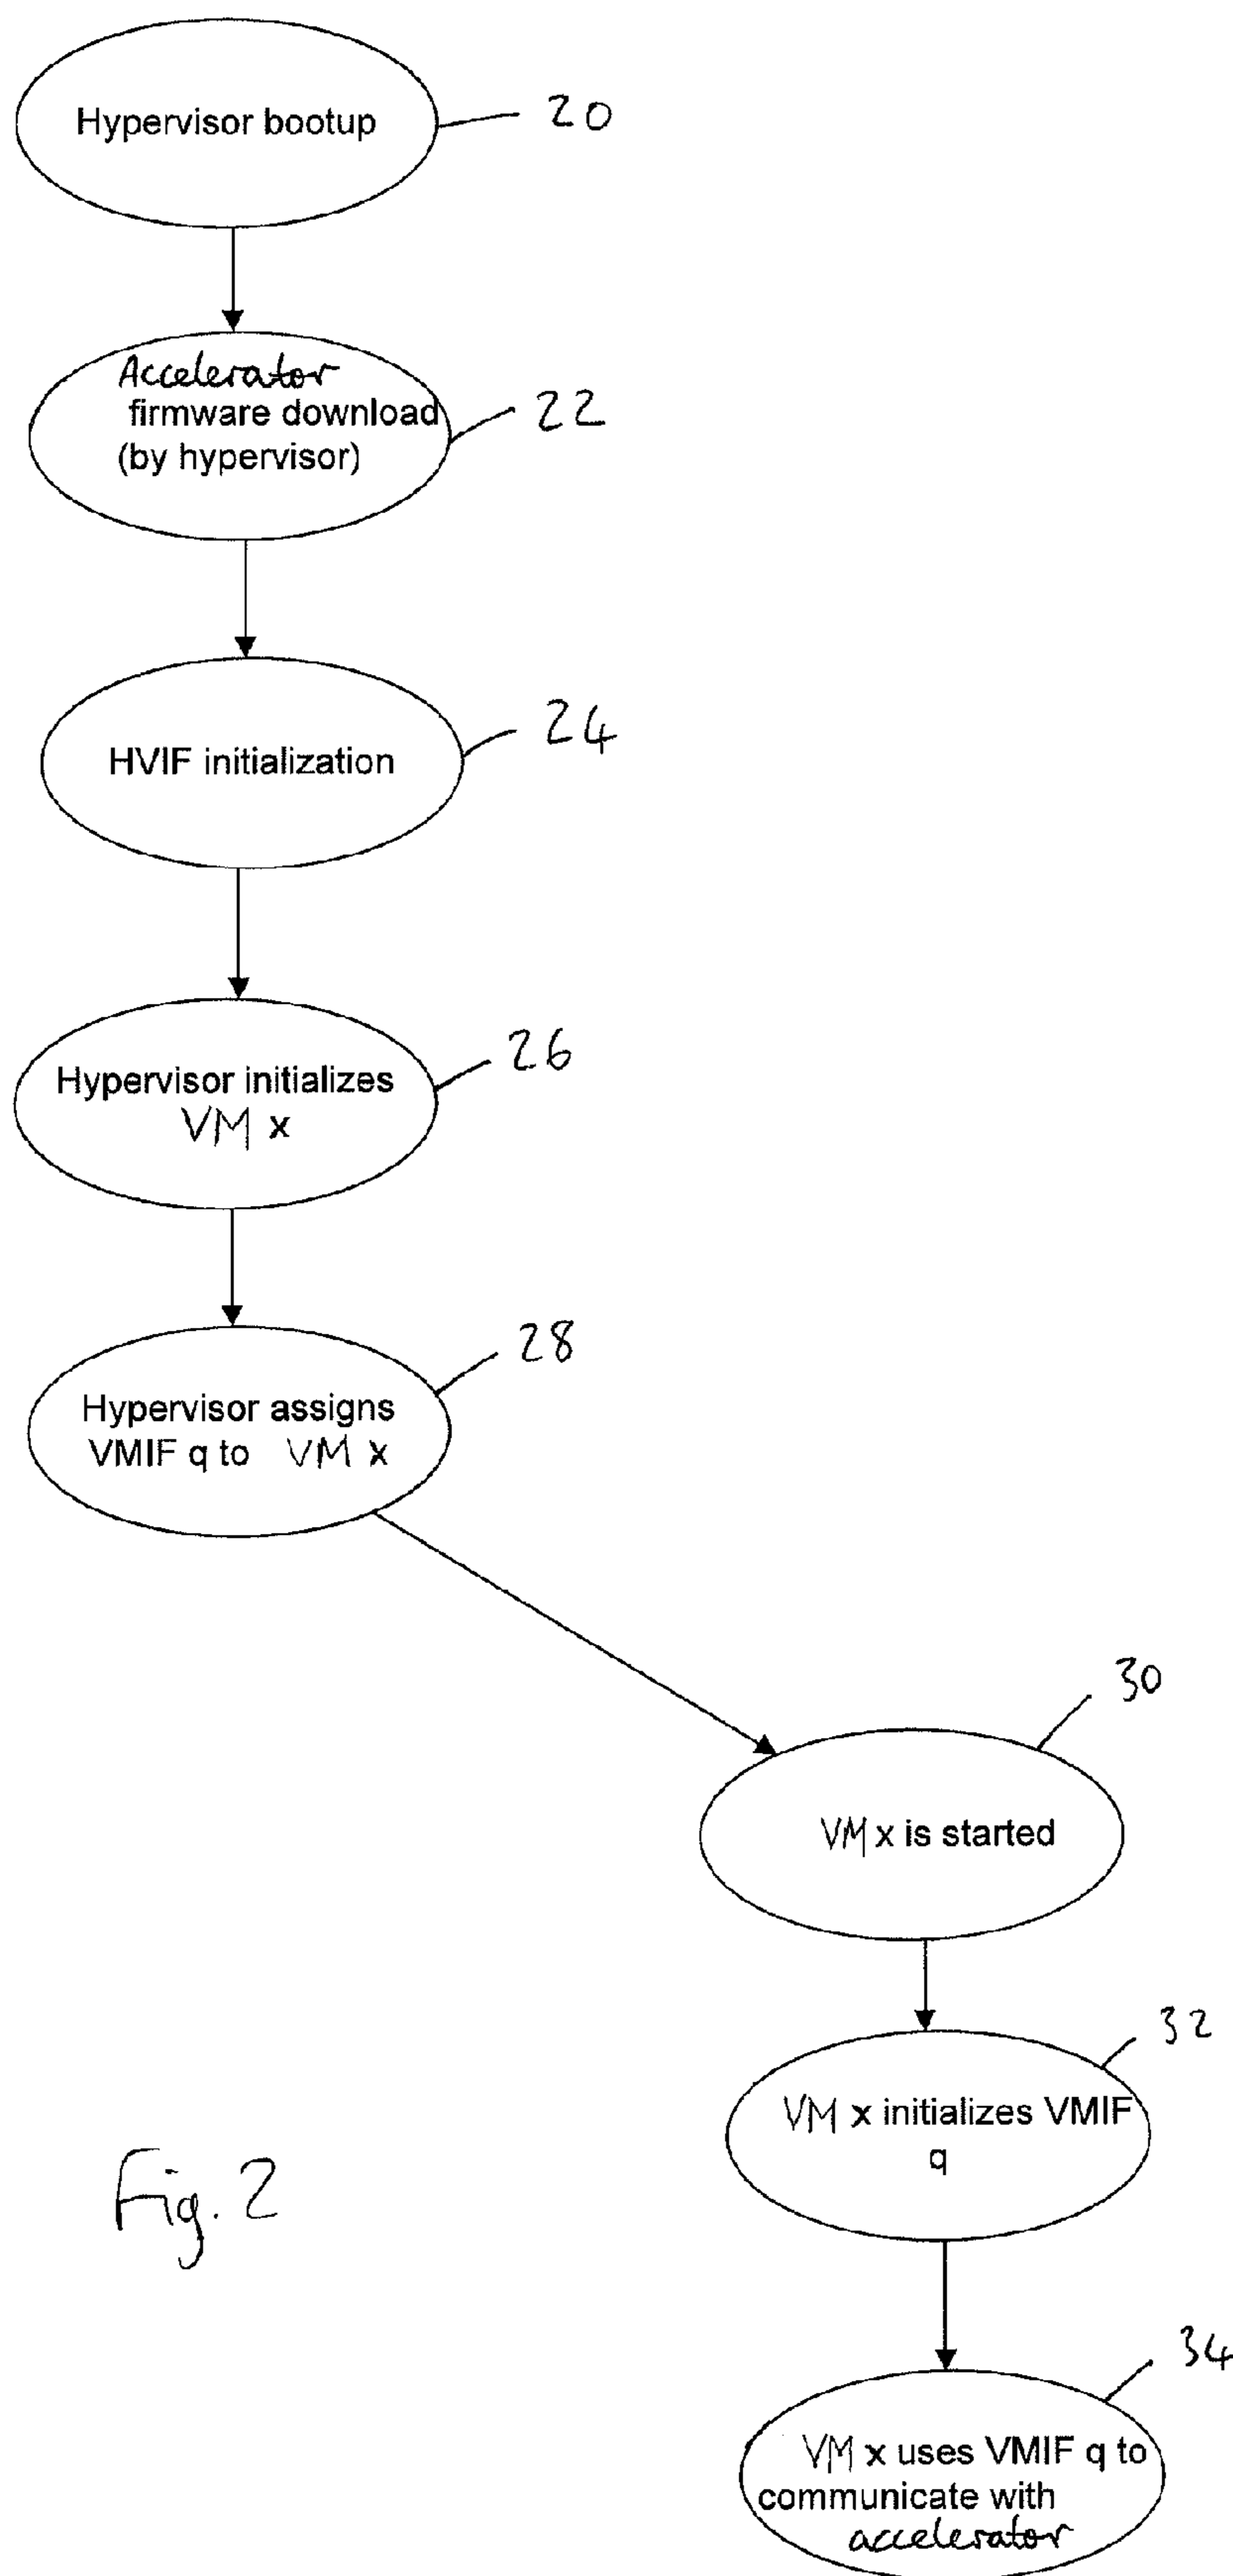 Hypervisor bootup
20
Accelerator
firmware download
(by hypervisor)
22
HVIF initialization
24
Hypervisor initializes
VM x
26
Hypervisor assigns
VMIF q to VM x
28
VM x is started
30
VM x initializes VMIF
q
32
VM x uses VMIF q to
communicate with
accelerator
34
Fig. 2